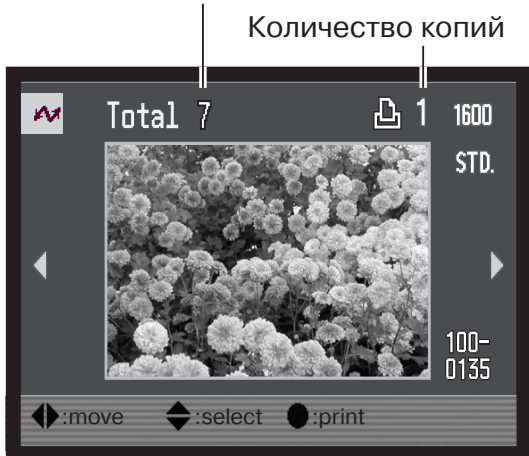 Количество копий
Total 7 1 1600
STD.
100-
0135
:move :select :print